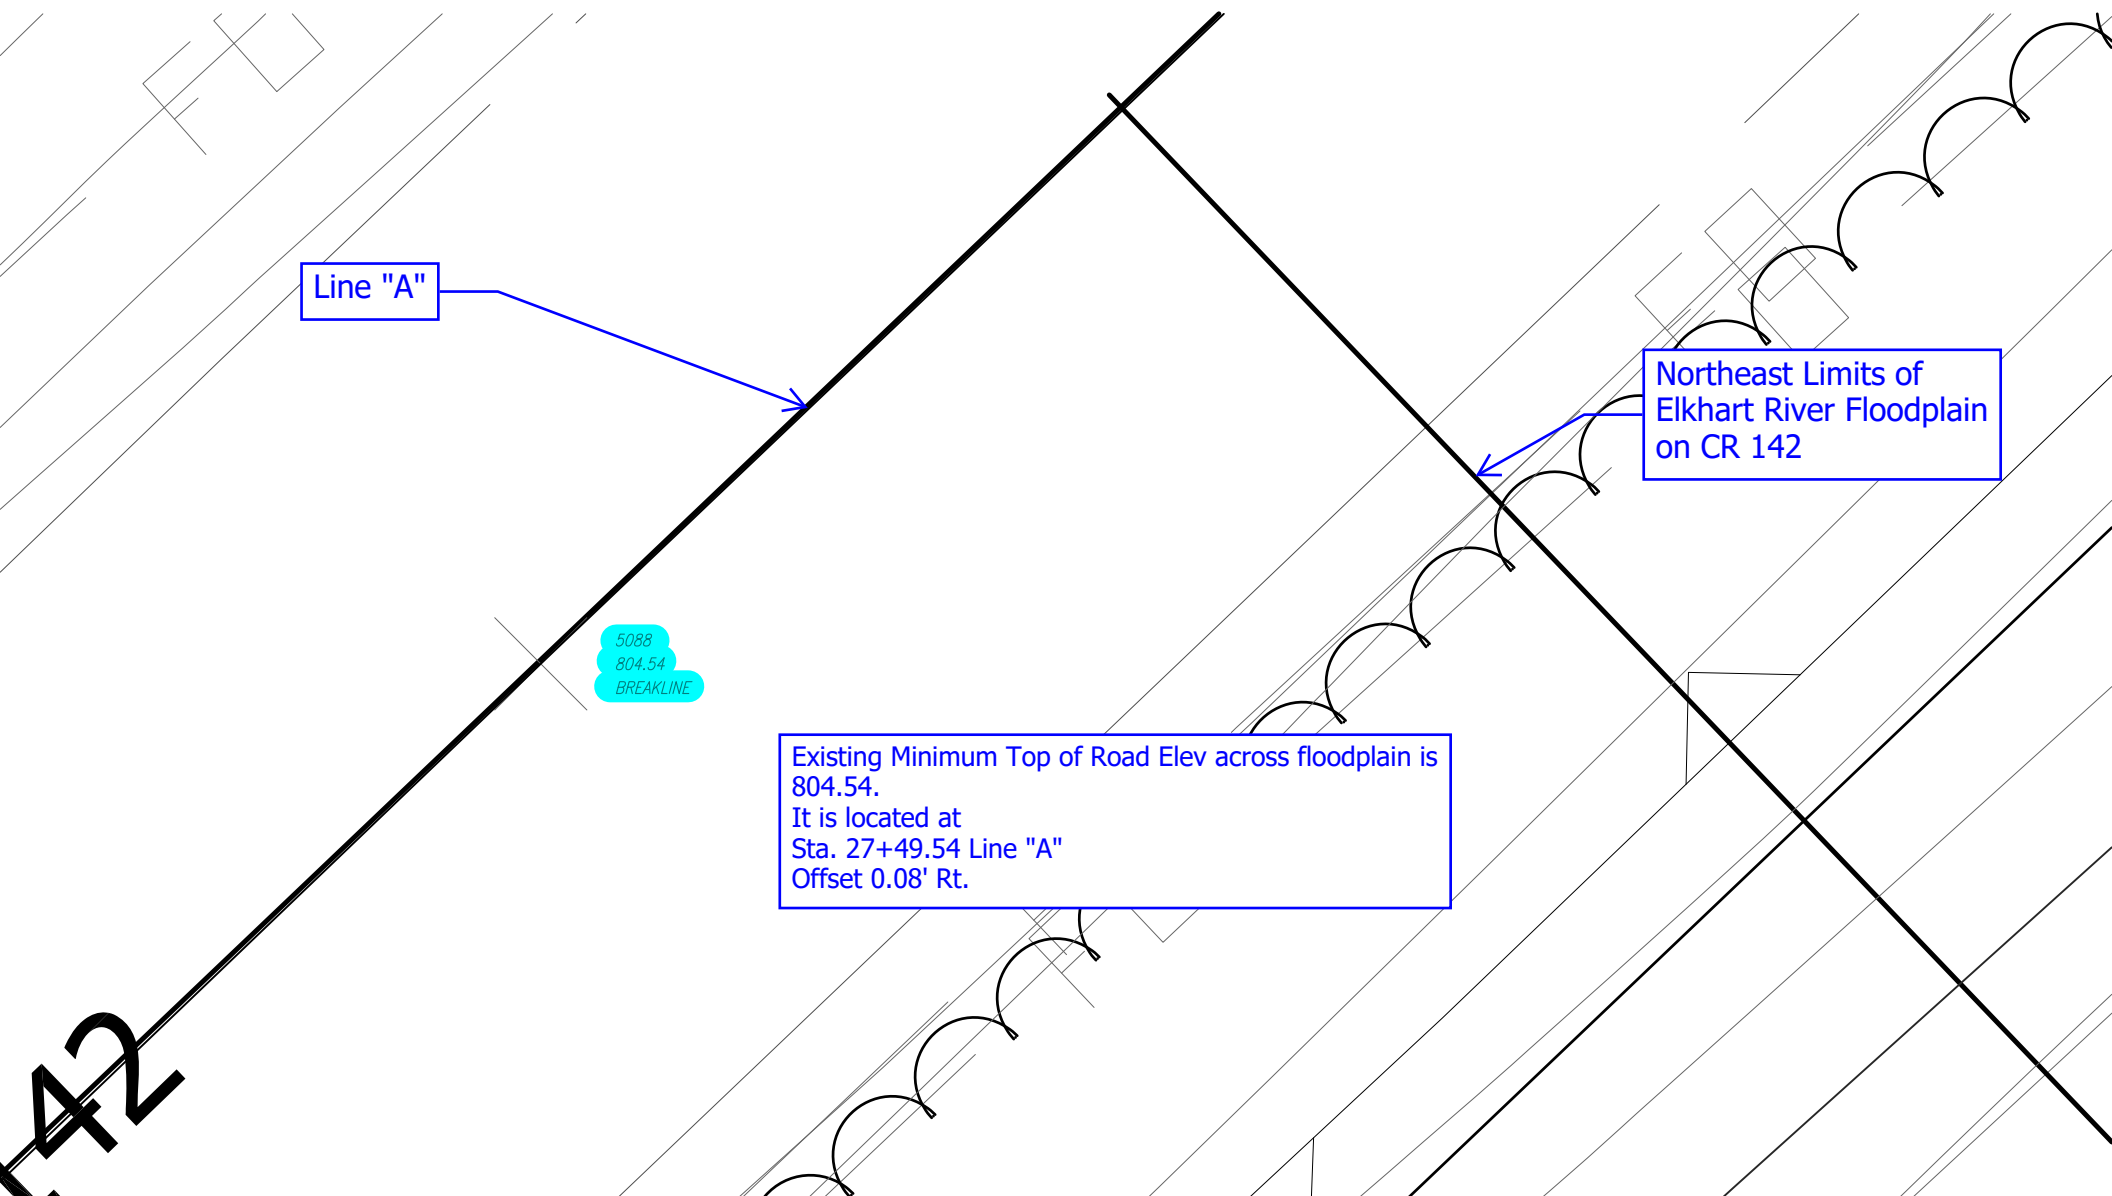 Line "A"
Northeast Limits of
Elkhart River Floodplain
on CR 142
5088
804.54
BREAKLINE
Existing Minimum Top of Road Elev across floodplain is
804.54.
It is located at
Sta. 27+49.54 Line "A"
Offset 0.08' Rt.
42